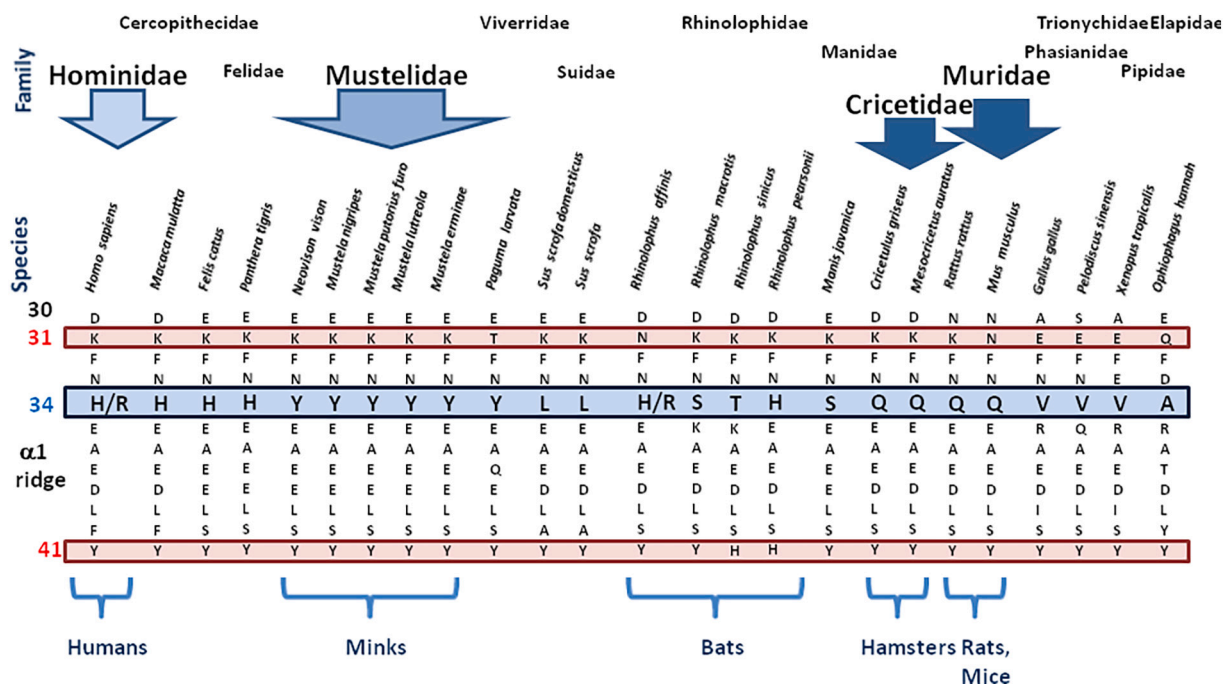 Cercopithecidae Viverridae Rhinolophidae Trionychidae Elapidae
Manidae Phasianidae
Family Hominidae Felidae Mustelidae Suidae Muridae Pipidae
Cricetidae
Species Homo sapiens
Macaca mulatta
Felis catus
Panthera tigris
Neovison vison
Mustela nigripes
Mustela putorius furo
Mustela lutreola
Mustela erminae
Paguma larvata
Sus scrofa domesticus
Sus scrofa
Rhinolophus affinis
Rhinolophus macrotis
Rhinolophus sinicus
Rhinolophus pearsonii
Manis javanica
Cricetulus griseus
Mesocricetus auratus
Rattus rattus
Mus musculus
Gallus gallus
Pelodiscus sinensis
Xenopus tropicalis
Ophiophagus hannah
30 D D E E E E E E E E E E D D D D E D D N N A S A E
31 K K K K K K K K K T K K N K K K K K K K N E E E Q
F F F F F F F F F F F F F F F F F F F F F F F F F
N N N N N N N N N N N N N N N N N N N N N N N E D
34 H/R H H H Y Y Y Y Y Y L L H/R S T H S Q Q Q Q V V V A
E E E E E E E E E E E E E K K E E E E E E R Q R R
α1 A A A A A A A A A A A A A A A A A A A A A A A A A
ridge E E E E E E E E E Q E E E E E E E E E E E E E E T
D D E E E E E E E E D D D D D D E D D D D D D D D
L L L L L L L L L L L L L L L L L L L L L I L I L
F F S S S S S S S S A A S S S S S S S S S S S S Y
41 Y Y Y Y Y Y Y Y Y Y Y Y Y Y H H Y Y Y Y Y Y Y Y Y
Humans Minks Bats Hamsters Rats,
Mice